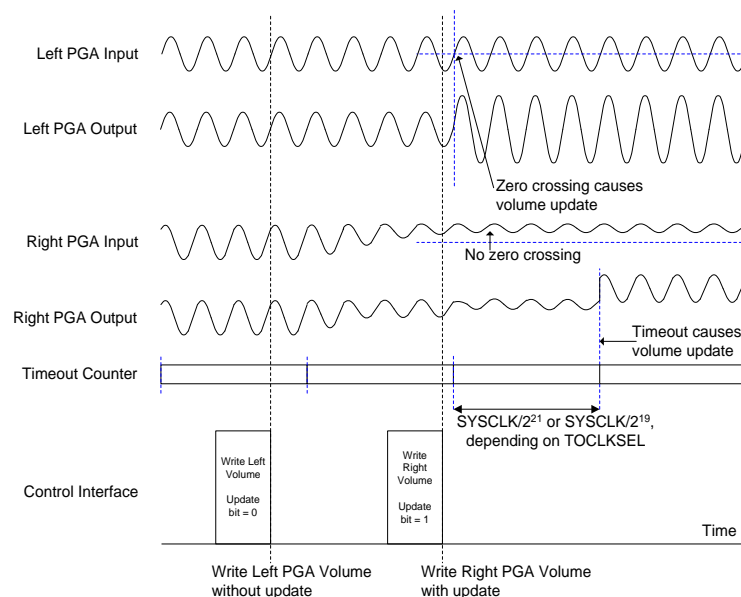 Left PGA Input
Left PGA Output
Zero crossing causes
volume update
Right PGA Input
No zero crossing
Right PGA Output
Timeout causes
volume update
Timeout Counter
SYSCLK/2²¹ or SYSCLK/2¹⁹,
depending on TOCLKSEL
Control Interface
Write Left
Volume
Update
bit = 0
Write
Right
Volume
Update
bit = 1
Time
Write Left PGA Volume
without update
Write Right PGA Volume
with update